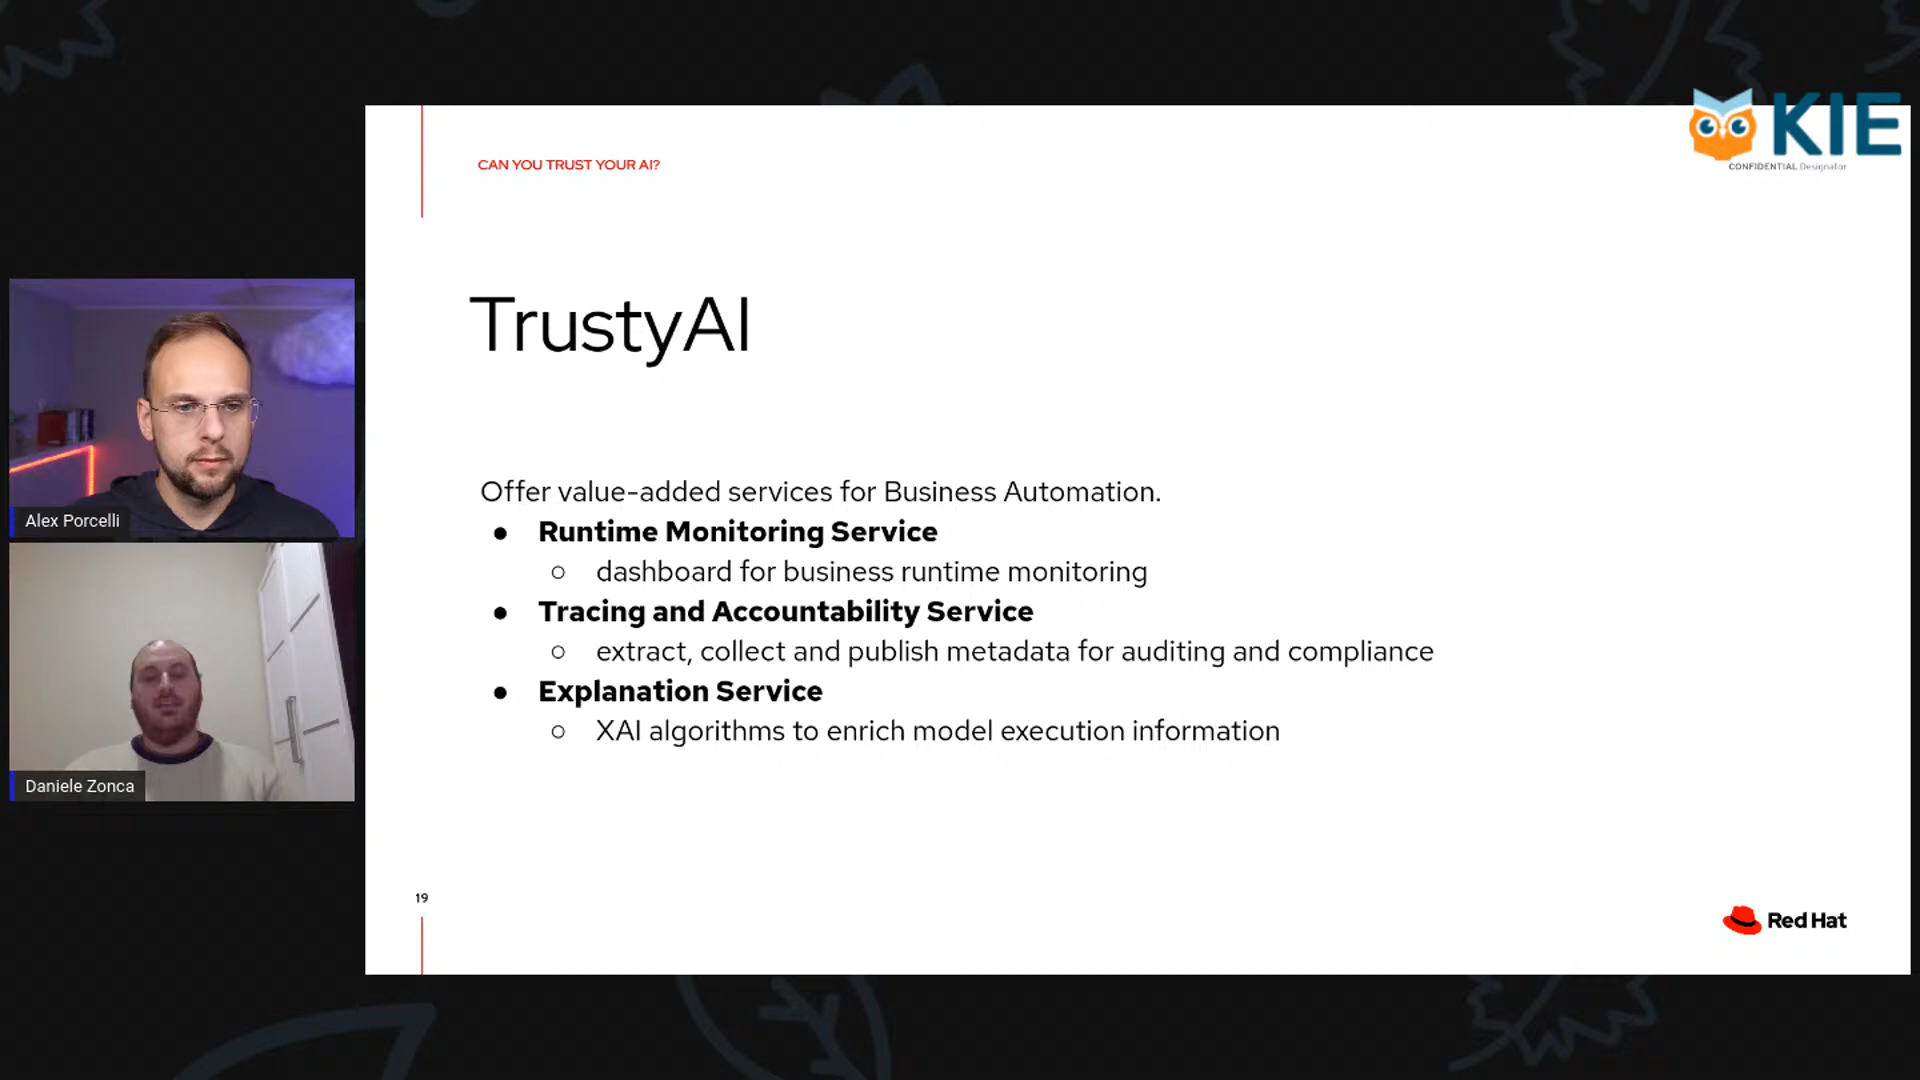 KIE
CONFIDENTIAL Designator
CAN YOU TRUST YOUR AI?
TrustyAI
Offer value-added services for Business Automation.
● Runtime Monitoring Service
○ dashboard for business runtime monitoring
● Tracing and Accountability Service
○ extract, collect and publish metadata for auditing and compliance
● Explanation Service
○ XAI algorithms to enrich model execution information
19
Red Hat
Alex Porcelli
Daniele Zonca